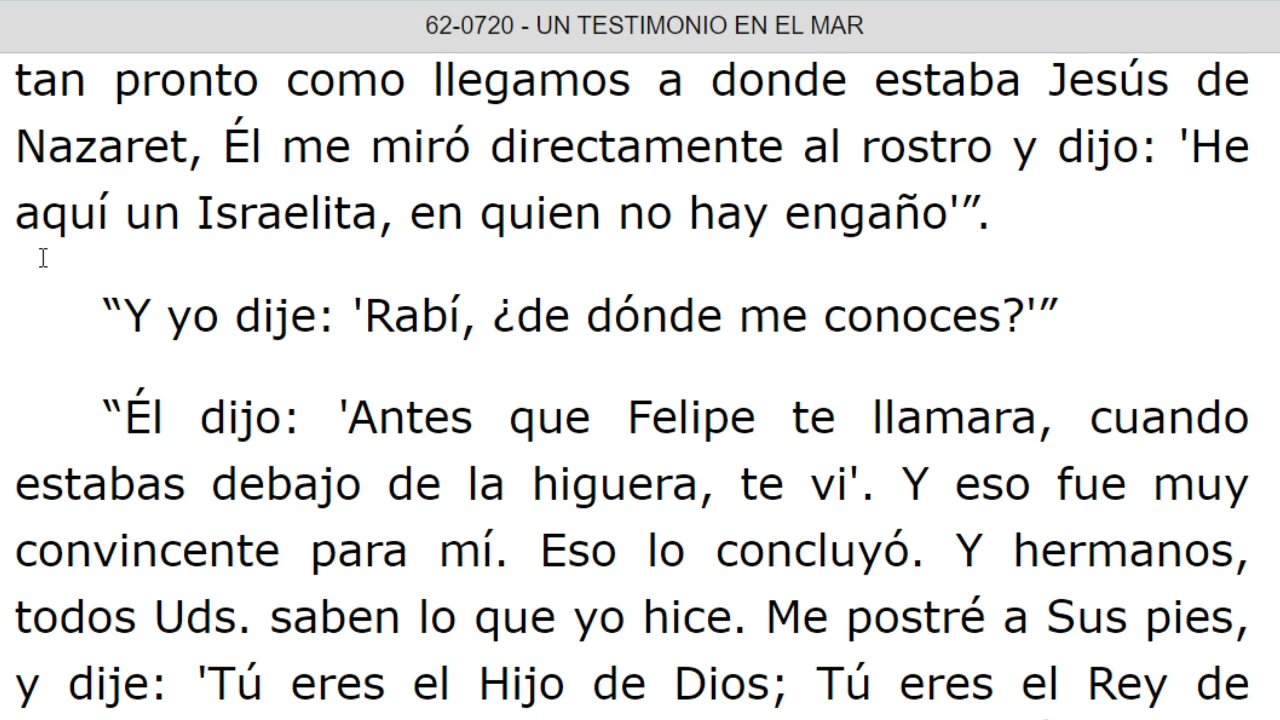 62-0720 - UN TESTIMONIO EN EL MAR
tan pronto como llegamos a donde estaba Jesús de
Nazaret, Él me miró directamente al rostro y dijo: 'He
aquí un Israelita, en quien no hay engaño'”.
“Y yo dije: 'Rabí, ¿de dónde me conoces?'”
“Él dijo: 'Antes que Felipe te llamara, cuando
estabas debajo de la higuera, te vi'. Y eso fue muy
convincente para mí. Eso lo concluyó. Y hermanos,
todos Uds. saben lo que yo hice. Me postré a Sus pies,
y dije: 'Tú eres el Hijo de Dios; Tú eres el Rey de